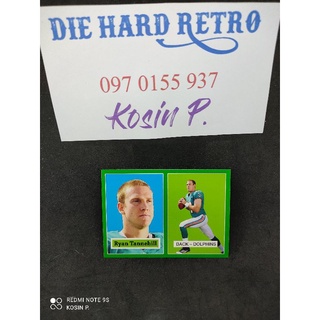 DIE HARD RETRO
097 0155 937
Kosin P.
Ryan Tannehill
BACK - DOLPHINS
REDMI NOTE 9S
KOSIN P.